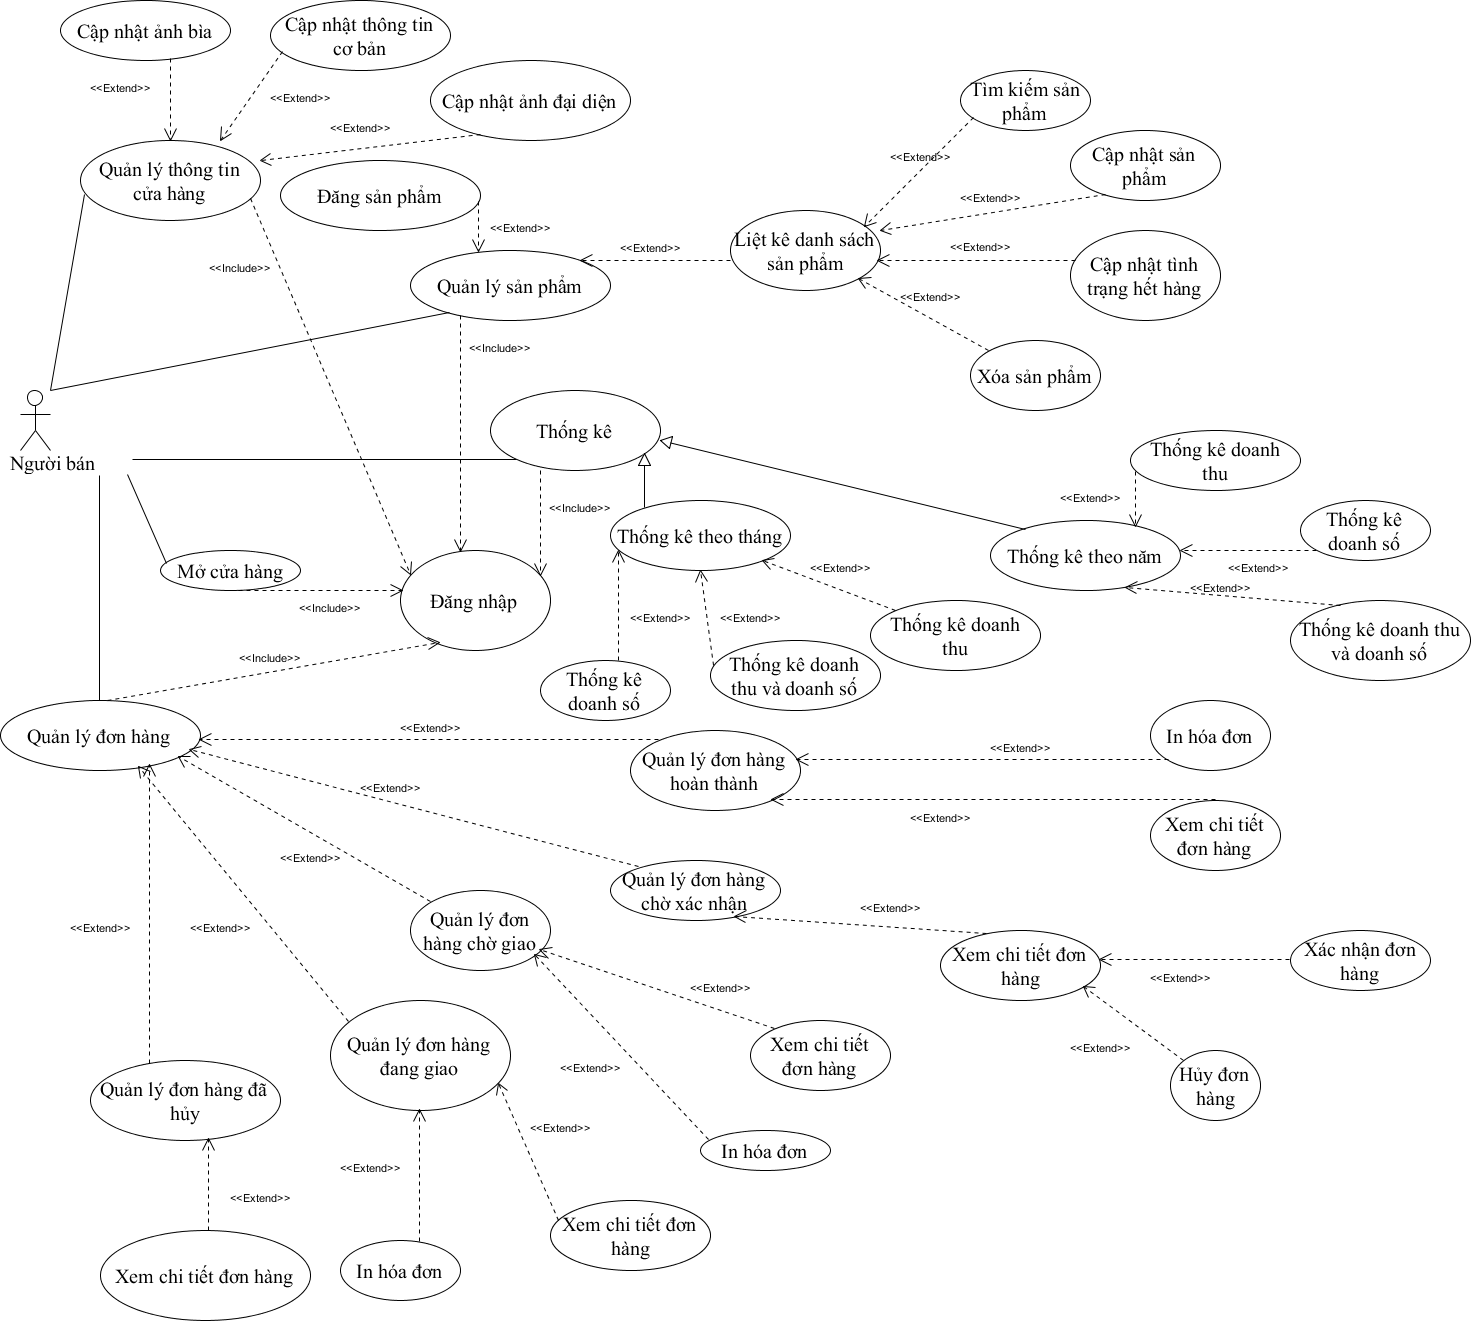 Cập nhật ảnh bìa
Cập nhật thông tin
cơ bản
<<Extend>>
<<Extend>>
Cập nhật ảnh đại diện
<<Extend>>
Tìm kiếm sản
phẩm
<<Extend>>
Cập nhật sản
phẩm
<<Extend>>
Quản lý thông tin
cửa hàng
Đăng sản phẩm
<<Extend>>
Liệt kê danh sách
sản phẩm
<<Extend>>
<<Extend>>
Cập nhật tình
trạng hết hàng
<<Include>>
Quản lý sản phẩm
<<Extend>>
<<Include>>
Xóa sản phẩm
Thống kê
Người bán
Thống kê doanh
thu
<<Extend>>
<<Include>>
Thống kê theo tháng
Thống kê theo năm
Thống kê
doanh số
<<Extend>>
<<Extend>>
<<Extend>>
Mở cửa hàng
<<Include>>
Đăng nhập
<<Extend>>
<<Extend>>
Thống kê doanh
thu
Thống kê doanh thu
và doanh số
<<Include>>
Thống kê
doanh số
Thống kê doanh
thu và doanh số
Quản lý đơn hàng
<<Extend>>
Quản lý đơn hàng
hoàn thành
<<Extend>>
In hóa đơn
<<Extend>>
<<Extend>>
Xem chi tiết
đơn hàng
<<Extend>>
Quản lý đơn hàng
chờ xác nhận
<<Extend>>
<<Extend>>
<<Extend>>
Quản lý đơn
hàng chờ giao
Xem chi tiết đơn
hàng
Xác nhận đơn
hàng
<<Extend>>
<<Extend>>
Quản lý đơn hàng
đang giao
Xem chi tiết
đơn hàng
<<Extend>>
<<Extend>>
Hủy đơn
hàng
Quản lý đơn hàng đã
hủy
<<Extend>>
In hóa đơn
<<Extend>>
<<Extend>>
Xem chi tiết đơn
hàng
Xem chi tiết đơn hàng
In hóa đơn